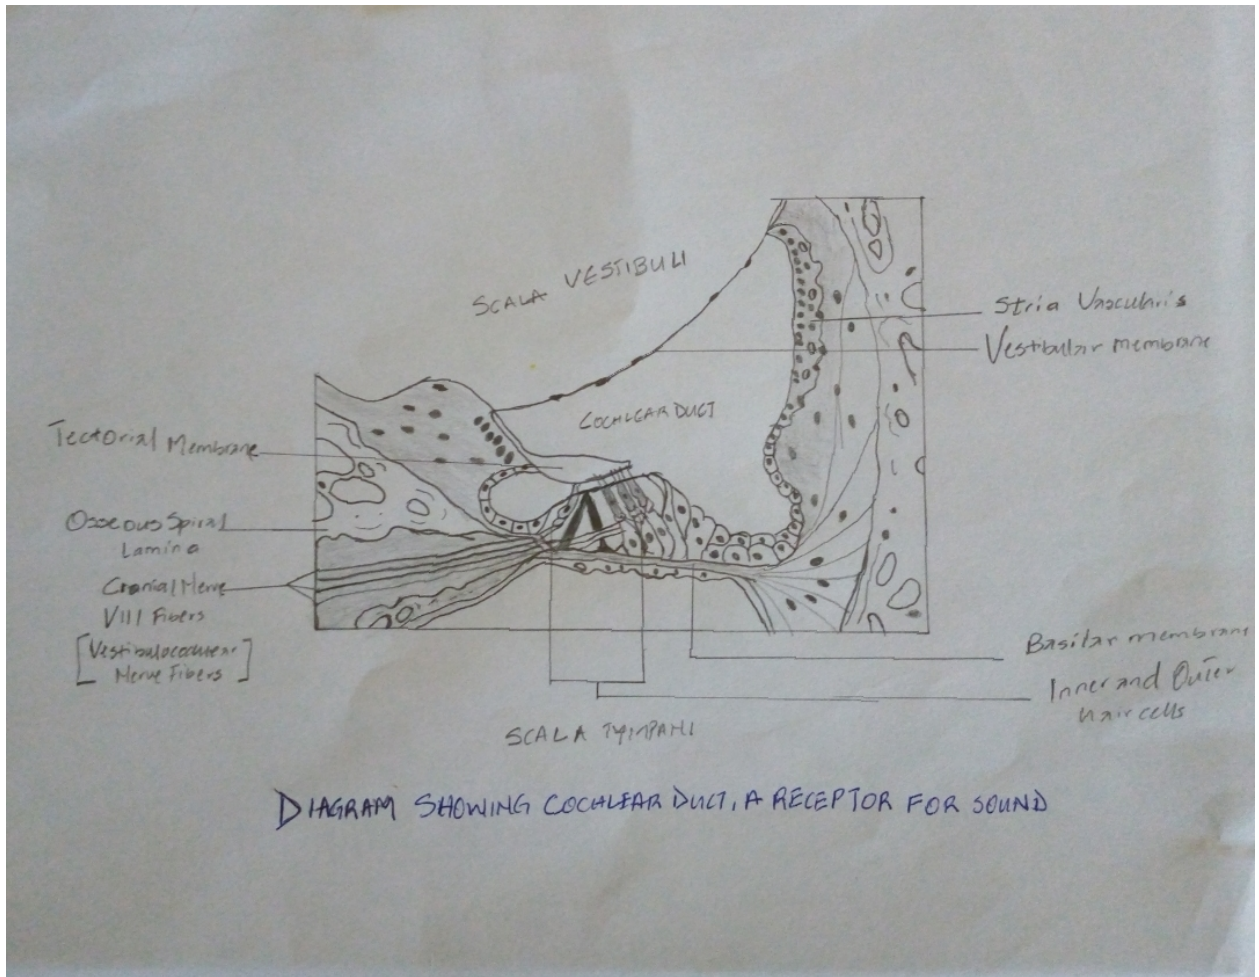 SCALA VESTIBULI
Stria Vascularis
Vestibular Membrane
COCHLEAR DUCT
Tectorial Membrane
Osseous Spiral
Lamina
Cranial Nerve
VIII Fibers
[Vestibulocochlear
Nerve Fibers]
Basilar membrane
Inner and Outer
hair cells
SCALA TYMPANI
DIAGRAM SHOWING COCHLEAR DUCT, A RECEPTOR FOR SOUND